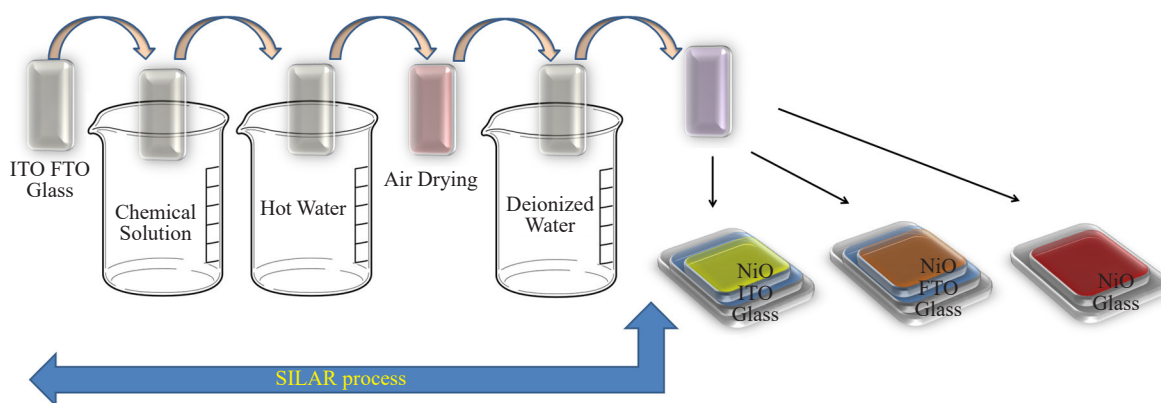 ITO FTO
Glass
Chemical
Solution
Hot Water
Air Drying
Deionized
Water
NiO
ITO
Glass
NiO
FTO
Glass
NiO
Glass
SILAR process